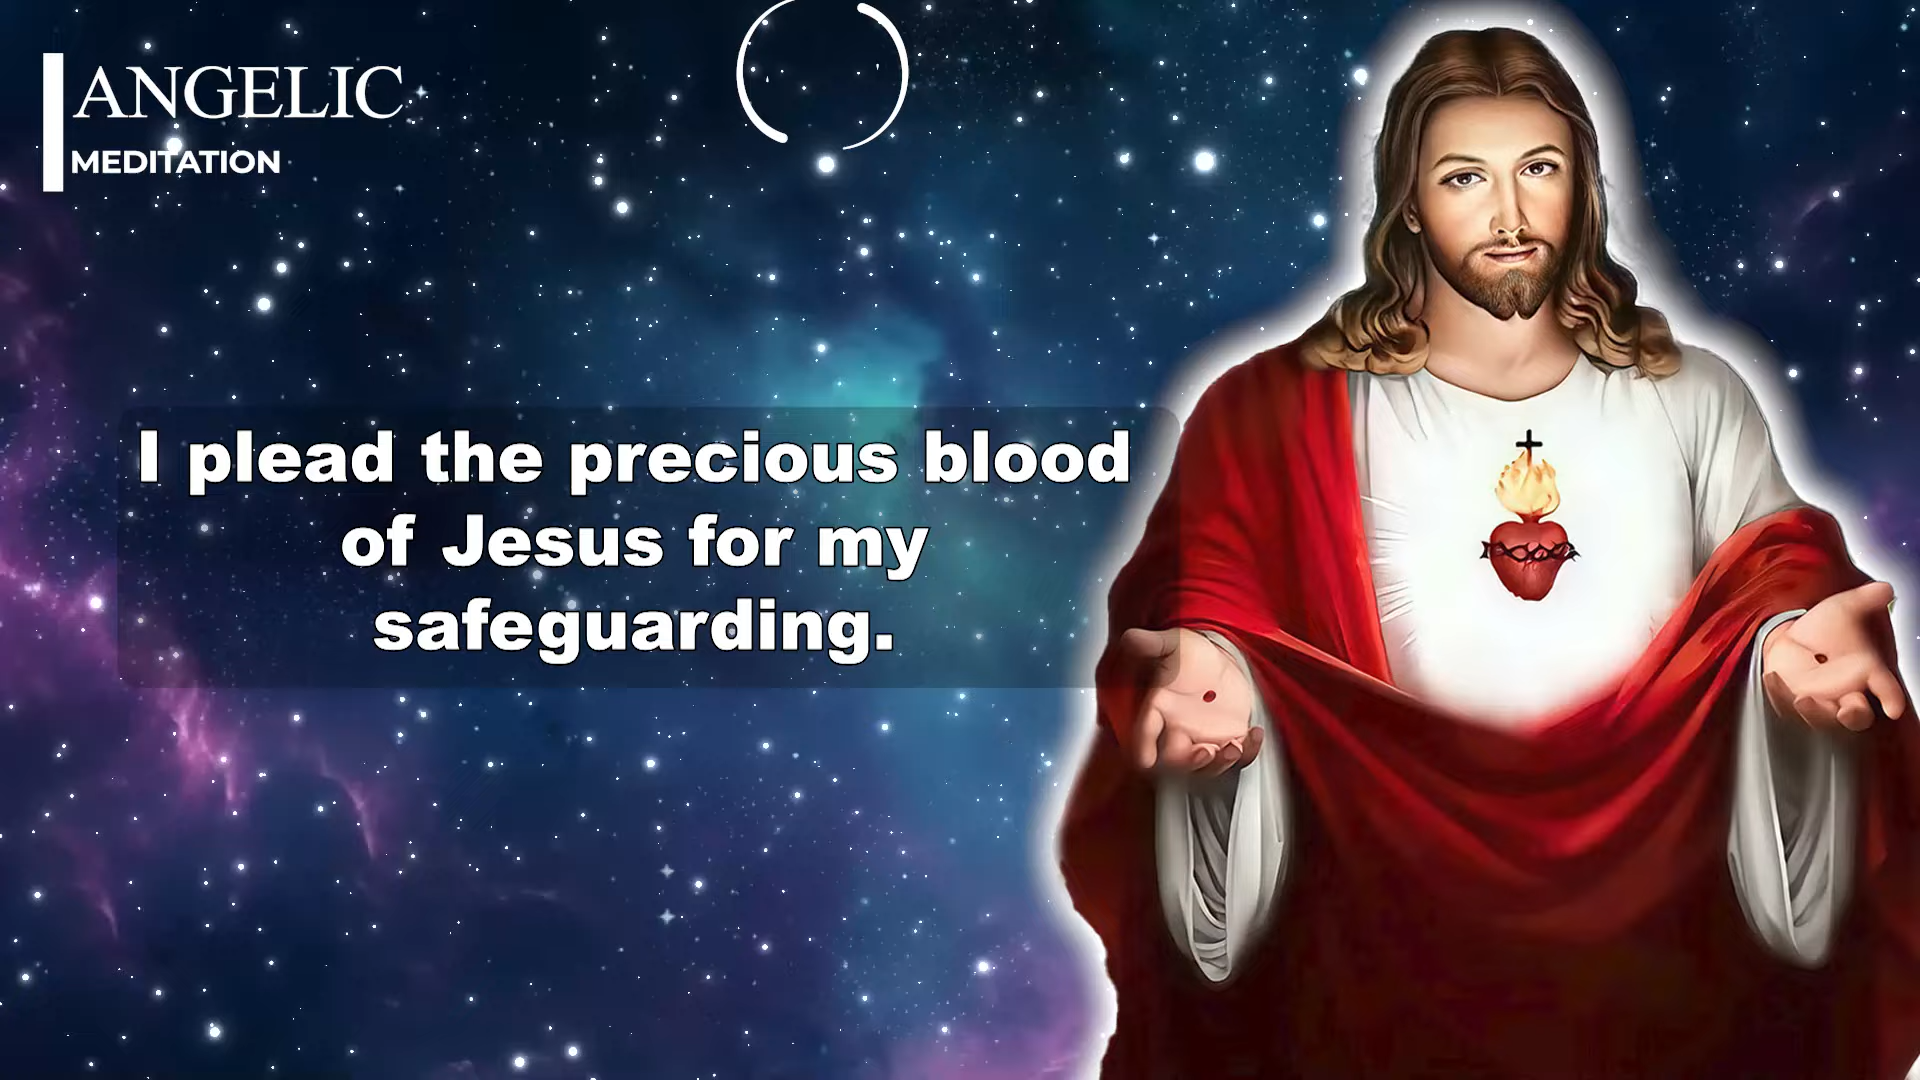 ANGELIC
MEDITATION
I plead the precious blood
of Jesus for my
safeguarding.